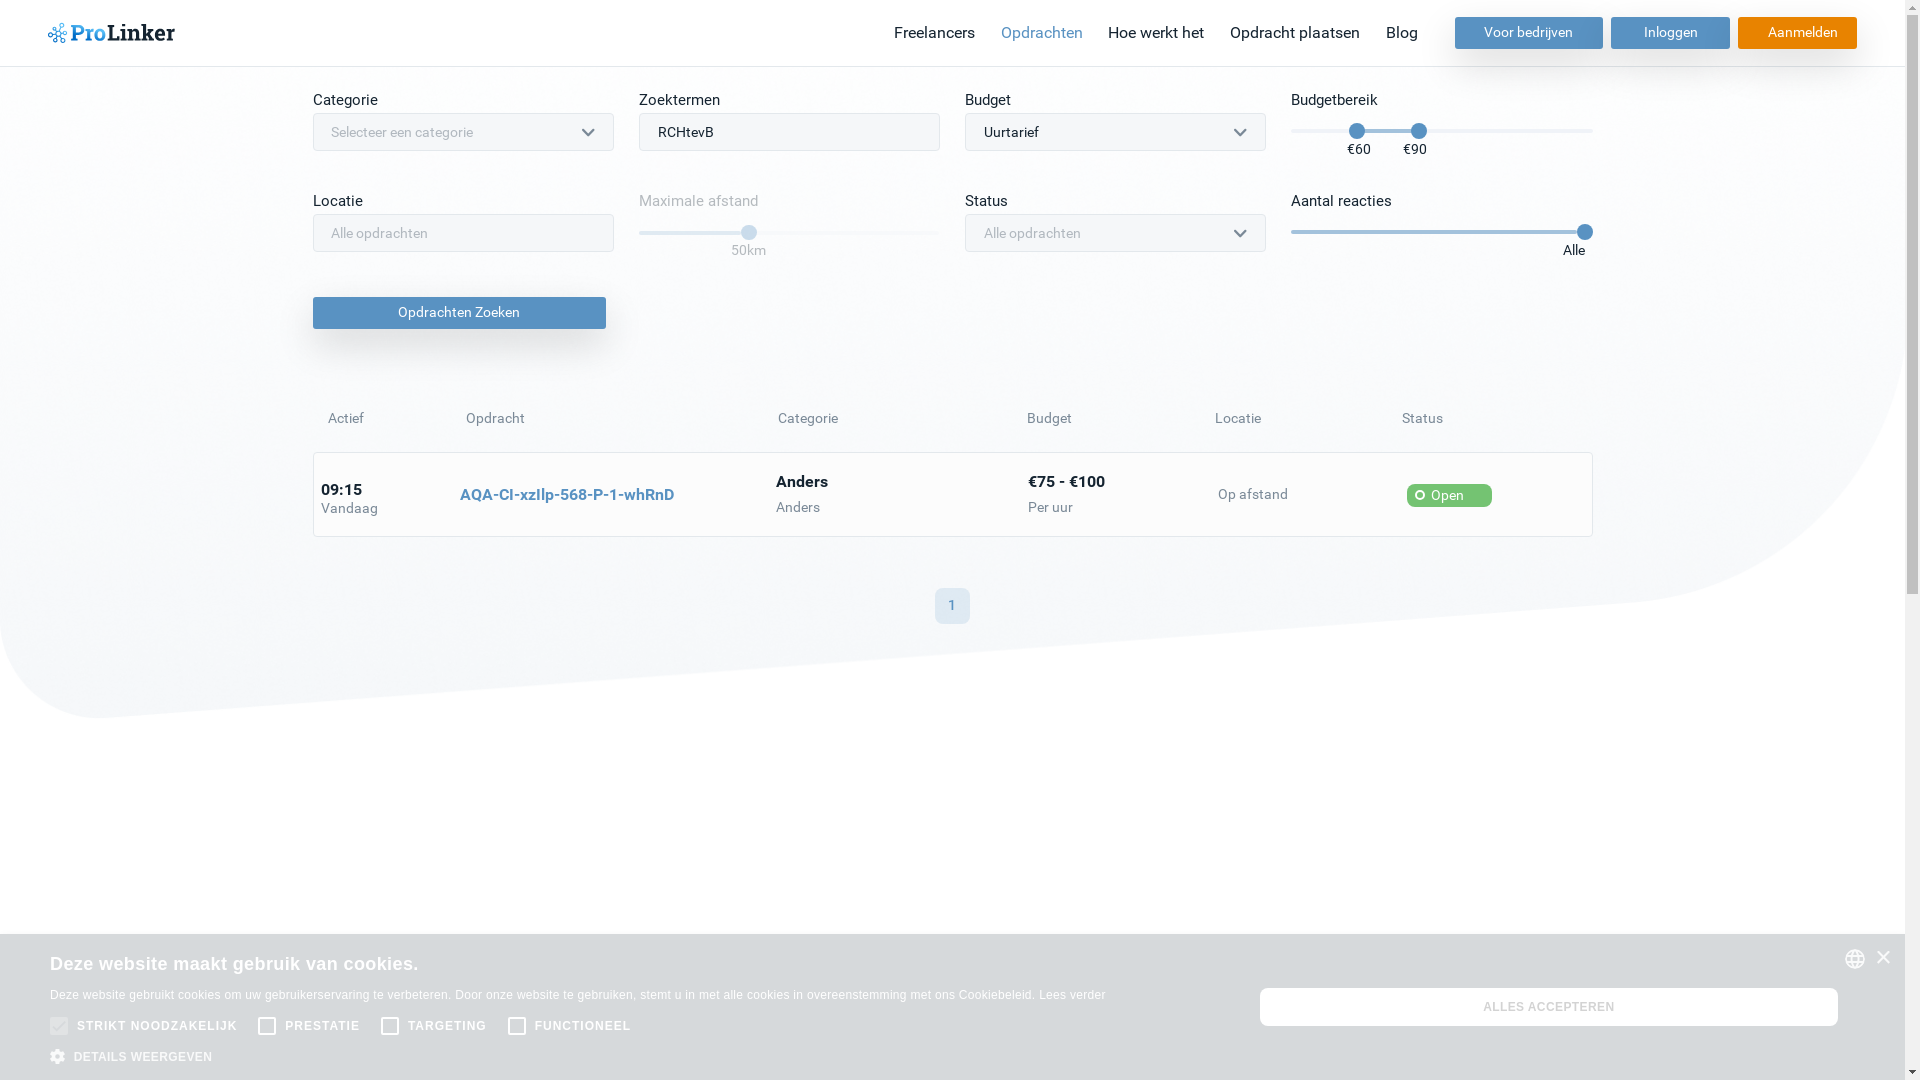 ProLinker
Freelancers
Opdrachten
Hoe werkt het
Opdracht plaatsen
Blog
Voor bedrijven
Inloggen
Aanmelden
Categorie
Zoektermen
Budget
Budgetbereik
Selecteer een categorie
RCHtevB
Uurtarief
€60
€90
Locatie
Maximale afstand
Status
Aantal reacties
Alle opdrachten
50km
Alle opdrachten
Alle
Opdrachten Zoeken
Actief
Opdracht
Categorie
Budget
Locatie
Status
09:15
Vandaag
AQA-CI-xzIlp-568-P-1-whRnD
Anders
Anders
€75 - €100
Per uur
Op afstand
Open
1
Deze website maakt gebruik van cookies.
Deze website gebruikt cookies om uw gebruikerservaring te verbeteren. Door onze website te gebruiken, stemt u in met alle cookies in overeenstemming met ons Cookiebeleid. Lees verder
STRIKT NOODZAKELIJK
PRESTATIE
TARGETING
FUNCTIONEEL
DETAILS WEERGEVEN
ALLES ACCEPTEREN
×